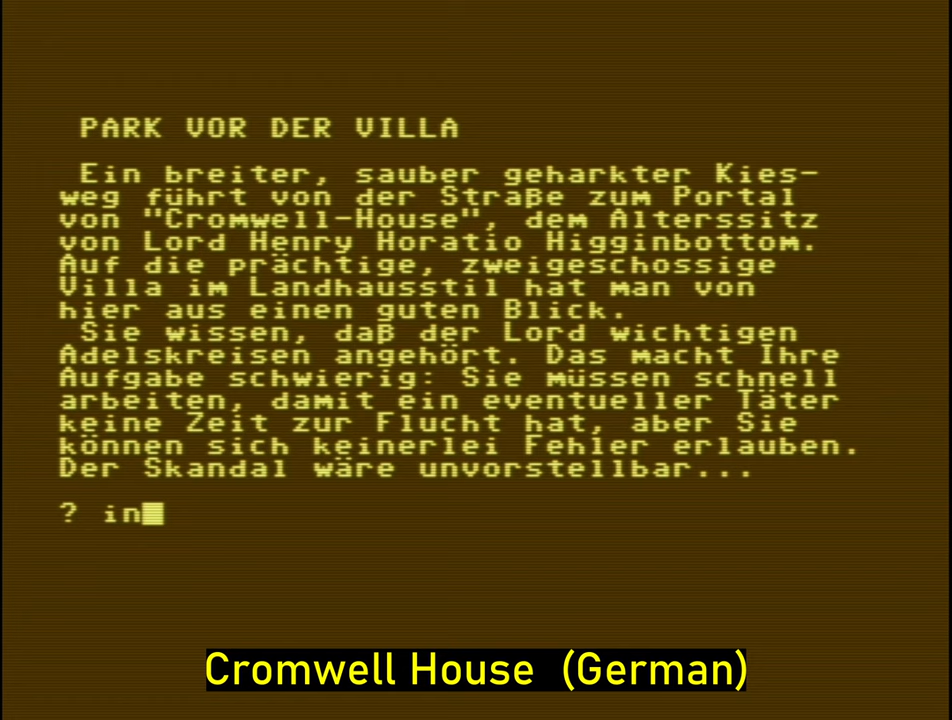 PARK VOR DER VILLA
Ein breiter, sauber geharkter Kies-
weg führt von der Straße zum Portal
von "Cromwell-House", dem Alterssitz
von Lord Henry Horatio Higginbottom.
Auf die prächtige, zweigeschossige
Villa im Landhausstil hat man von
hier aus einen guten Blick.
Sie wissen, daß der Lord wichtigen
Adelskreisen angehört. Das macht Ihre
Aufgabe schwierig: Sie müssen schnell
arbeiten, damit ein eventueller Täter
keine Zeit zur Flucht hat, aber Sie
können sich keinerlei Fehler erlauben.
Der Skandal wäre unvorstellbar...
? in
Cromwell House (German)